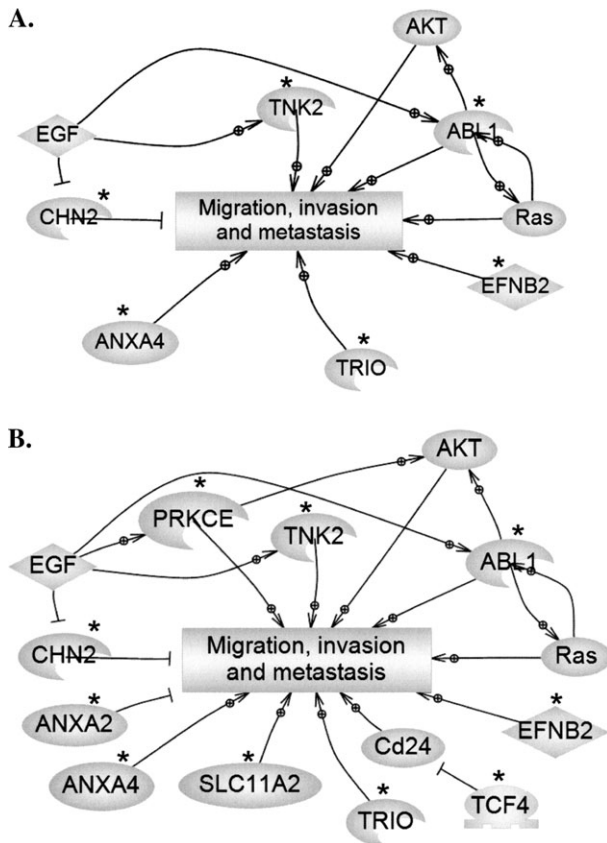 A.
AKT
*
TNK2
*
ABL1
EGF
*
CHN2
Migration, invasion
and metastasis
Ras
*
EFNB2
*
ANXA4
*
TRIO
B.
AKT
*
PRKCE
*
TNK2
*
ABL1
EGF
*
CHN2
Migration, invasion
and metastasis
Ras
*
ANXA2
*
EFNB2
Cd24
*
ANXA4
*
SLC11A2
*
TRIO
*
TCF4